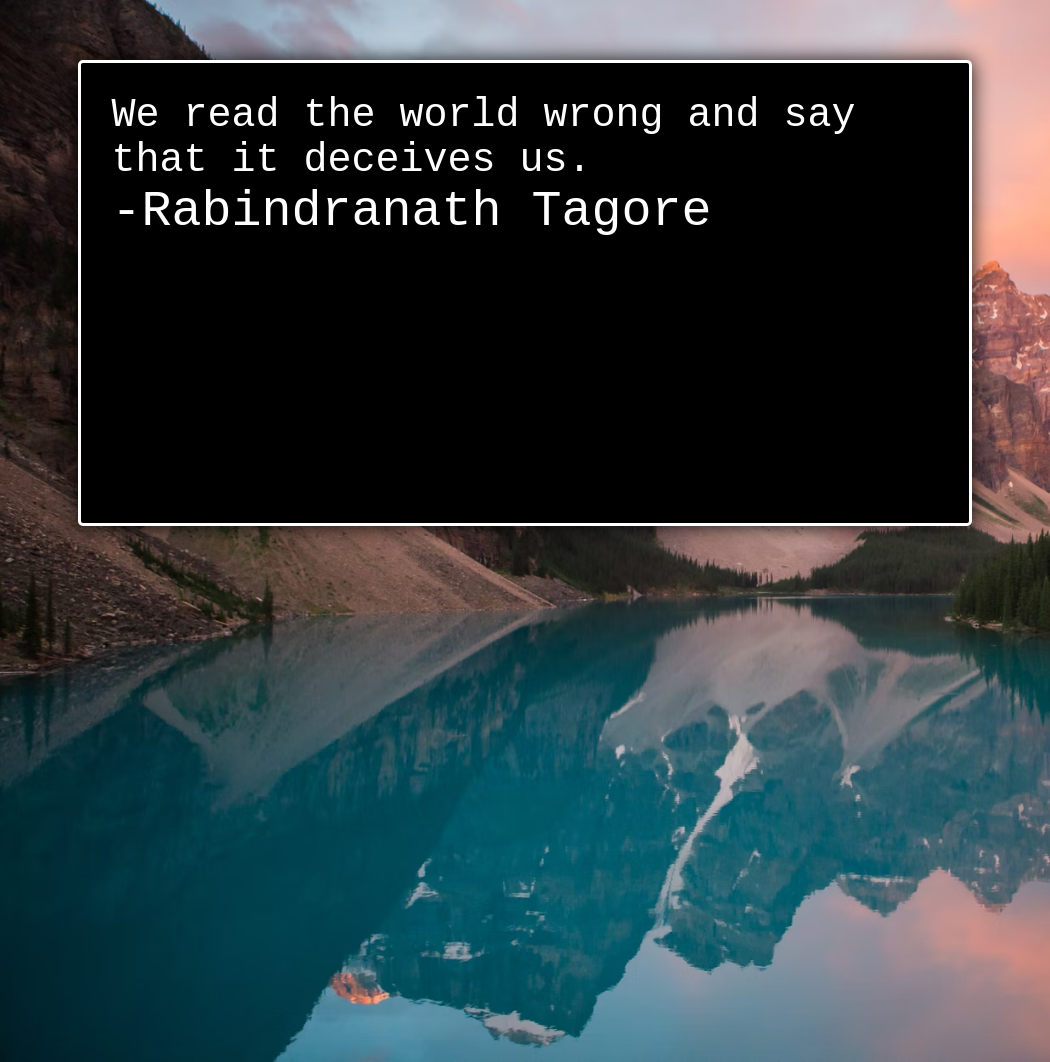 We read the world wrong and say
that it deceives us.
-Rabindranath Tagore